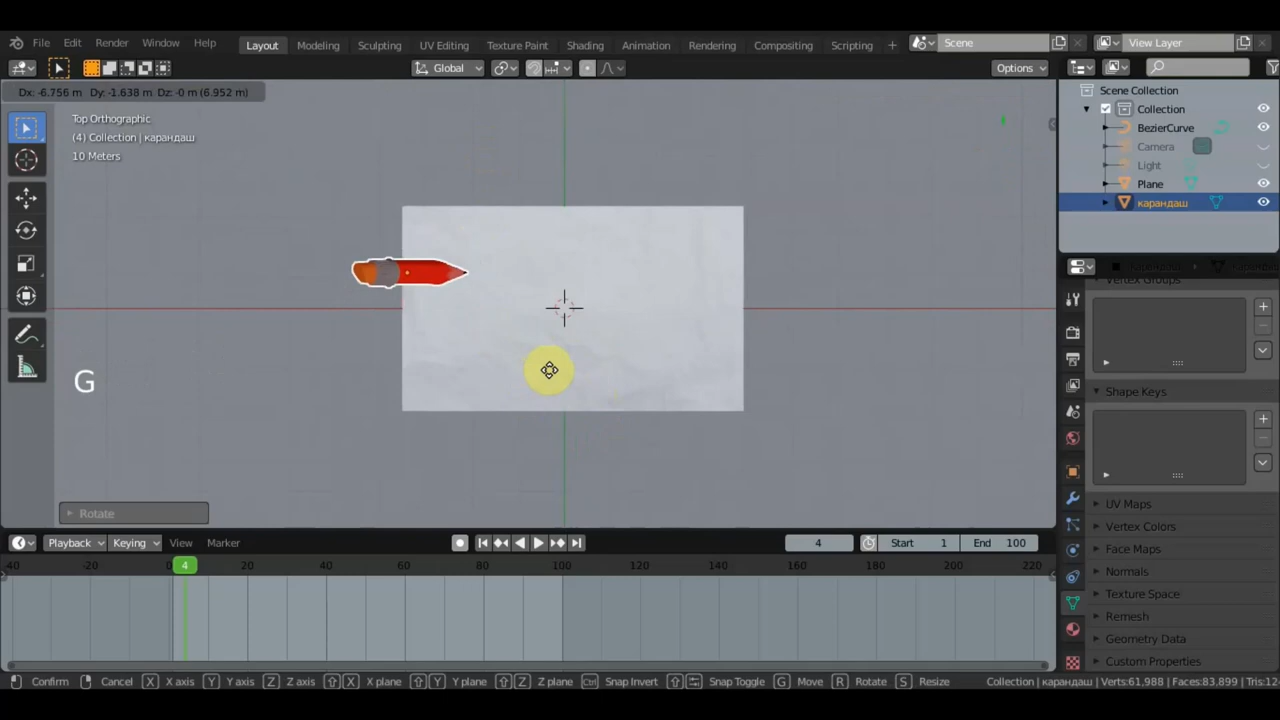 File Edit Render Window Help Layout Modeling Sculpting UV Editing Texture Paint Shading Animation Rendering Compositing Scripting + Scene View Layer
Global Options
Dx: -6.756 m Dy: -1.638 m Dz: -0 m (6.952 m)
Top Orthographic
(4) Collection | карандаш
10 Meters
G
Rotate
Scene Collection
Collection
BezierCurve
Camera
Light
Plane
карандаш
Vertex Groups
Shape Keys
UV Maps
Vertex Colors
Face Maps
Normals
Texture Space
Remesh
Geometry Data
Custom Properties
Playback Keying View Marker 4 Start 1 End 100
-40 -20 0 4 20 40 60 80 100 120 140 160 180 200 220
Confirm Cancel X X axis Y Y axis Z Z axis X X plane Y Y plane Z Z plane Ctrl Snap Invert Snap Toggle G Move R Rotate S Resize Collection | карандаш | Verts:61,988 | Faces:83,899 | Tris:12